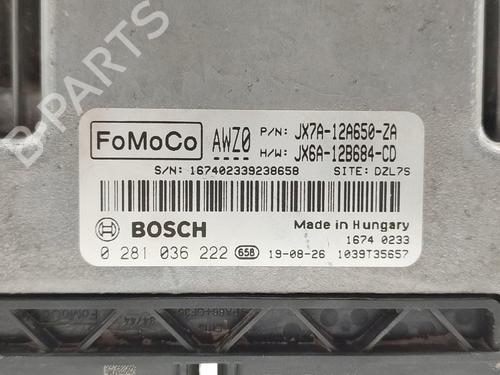 FoMoCo AWZ0 P/N: JX7A-12A650-ZA
H/W: JX6A-12B684-CD
S/N: 167402339238658 SITE: DZL7S
BOSCH Made in Hungary
1674 0233
0 281 036 222 658 19-08-26 1039T35657
FoMoCo
B-Parts